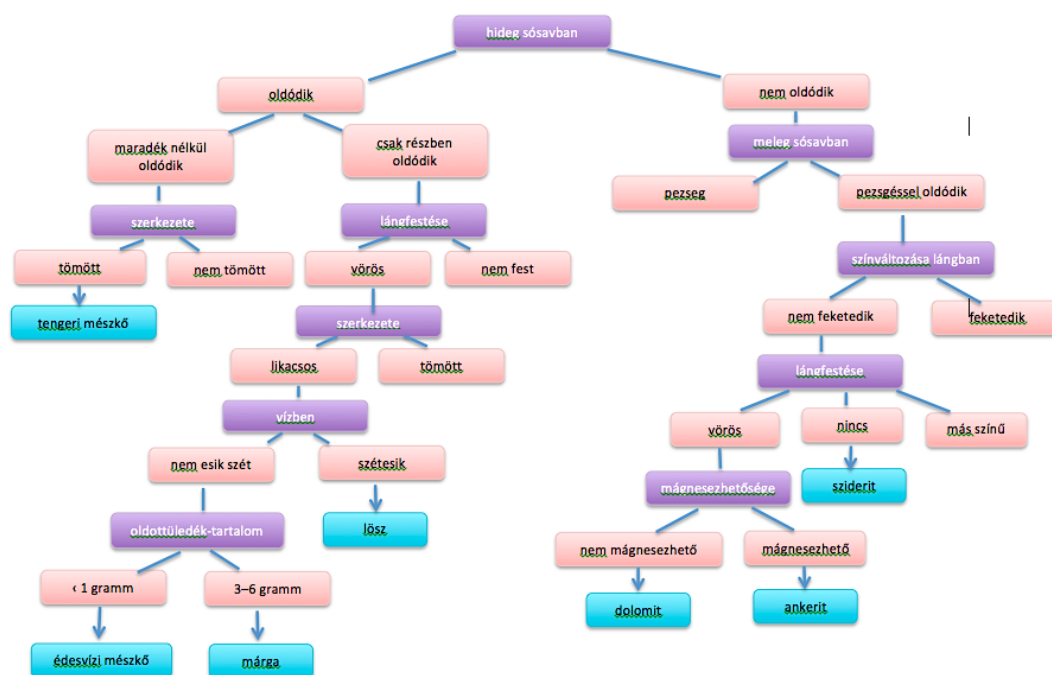 hideg sósavban
oldódik
nem oldódik
maradék nélkül
oldódik
csak részben
oldódik
meleg sósavban
pezseg
pezsgéssel oldódik
szerkezete
lángfestése
tömött
nem tömött
vörös
nem fest
színváltozása lángban
tengeri mészkő
szerkezete
nem feketedik
feketedik
likacsos
tömött
lángfestése
vízben
vörös
nincs
más színű
nem esik szét
szétesik
mágnesezhetősége
sziderit
oldottüledék-tartalom
lösz
nem mágnesezhető
mágnesezhető
‹ 1 gramm
3–6 gramm
dolomit
ankerit
édesvízi mészkő
márga